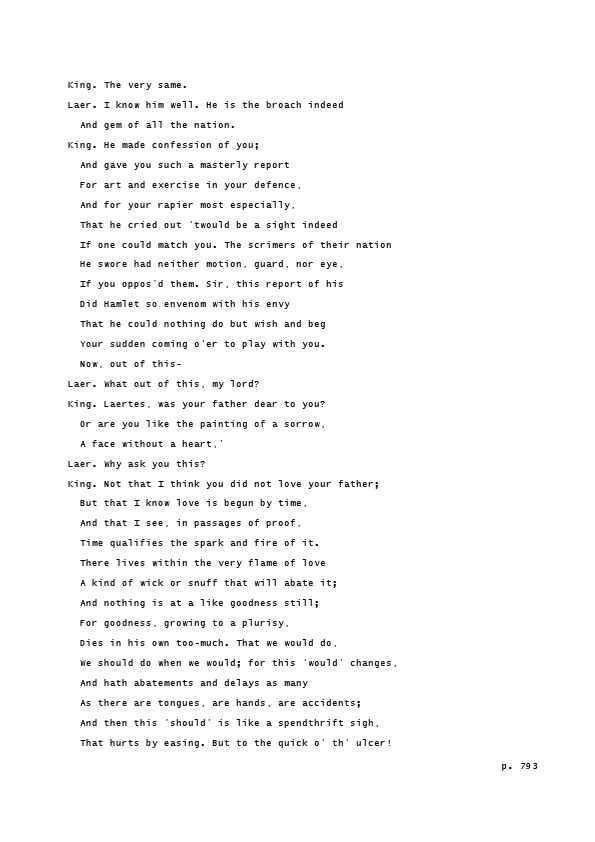 King. The very same.
Laer. I know him well. He is the broach indeed
And gem of all the nation.
King. He made confession of you;
And gave you such a masterly report
For art and exercise in your defence,
And for your rapier most especially,
That he cried out 'twould be a sight indeed
If one could match you. The scrimers of their nation
He swore had neither motion, guard, nor eye,
If you oppos'd them. Sir, this report of his
Did Hamlet so envenom with his envy
That he could nothing do but wish and beg
Your sudden coming o'er to play with you.
Now, out of this-
Laer. What out of this, my lord?
King. Laertes, was your father dear to you?
Or are you like the painting of a sorrow,
A face without a heart,'
Laer. Why ask you this?
King. Not that I think you did not love your father;
But that I know love is begun by time,
And that I see, in passages of proof,
Time qualifies the spark and fire of it.
There lives within the very flame of love
A kind of wick or snuff that will abate it;
And nothing is at a like goodness still;
For goodness, growing to a plurisy,
Dies in his own too-much. That we would do,
We should do when we would; for this 'would' changes,
And hath abatements and delays as many
As there are tongues, are hands, are accidents;
And then this 'should' is like a spendthrift sigh,
That hurts by easing. But to the quick o' th' ulcer!
p. 793